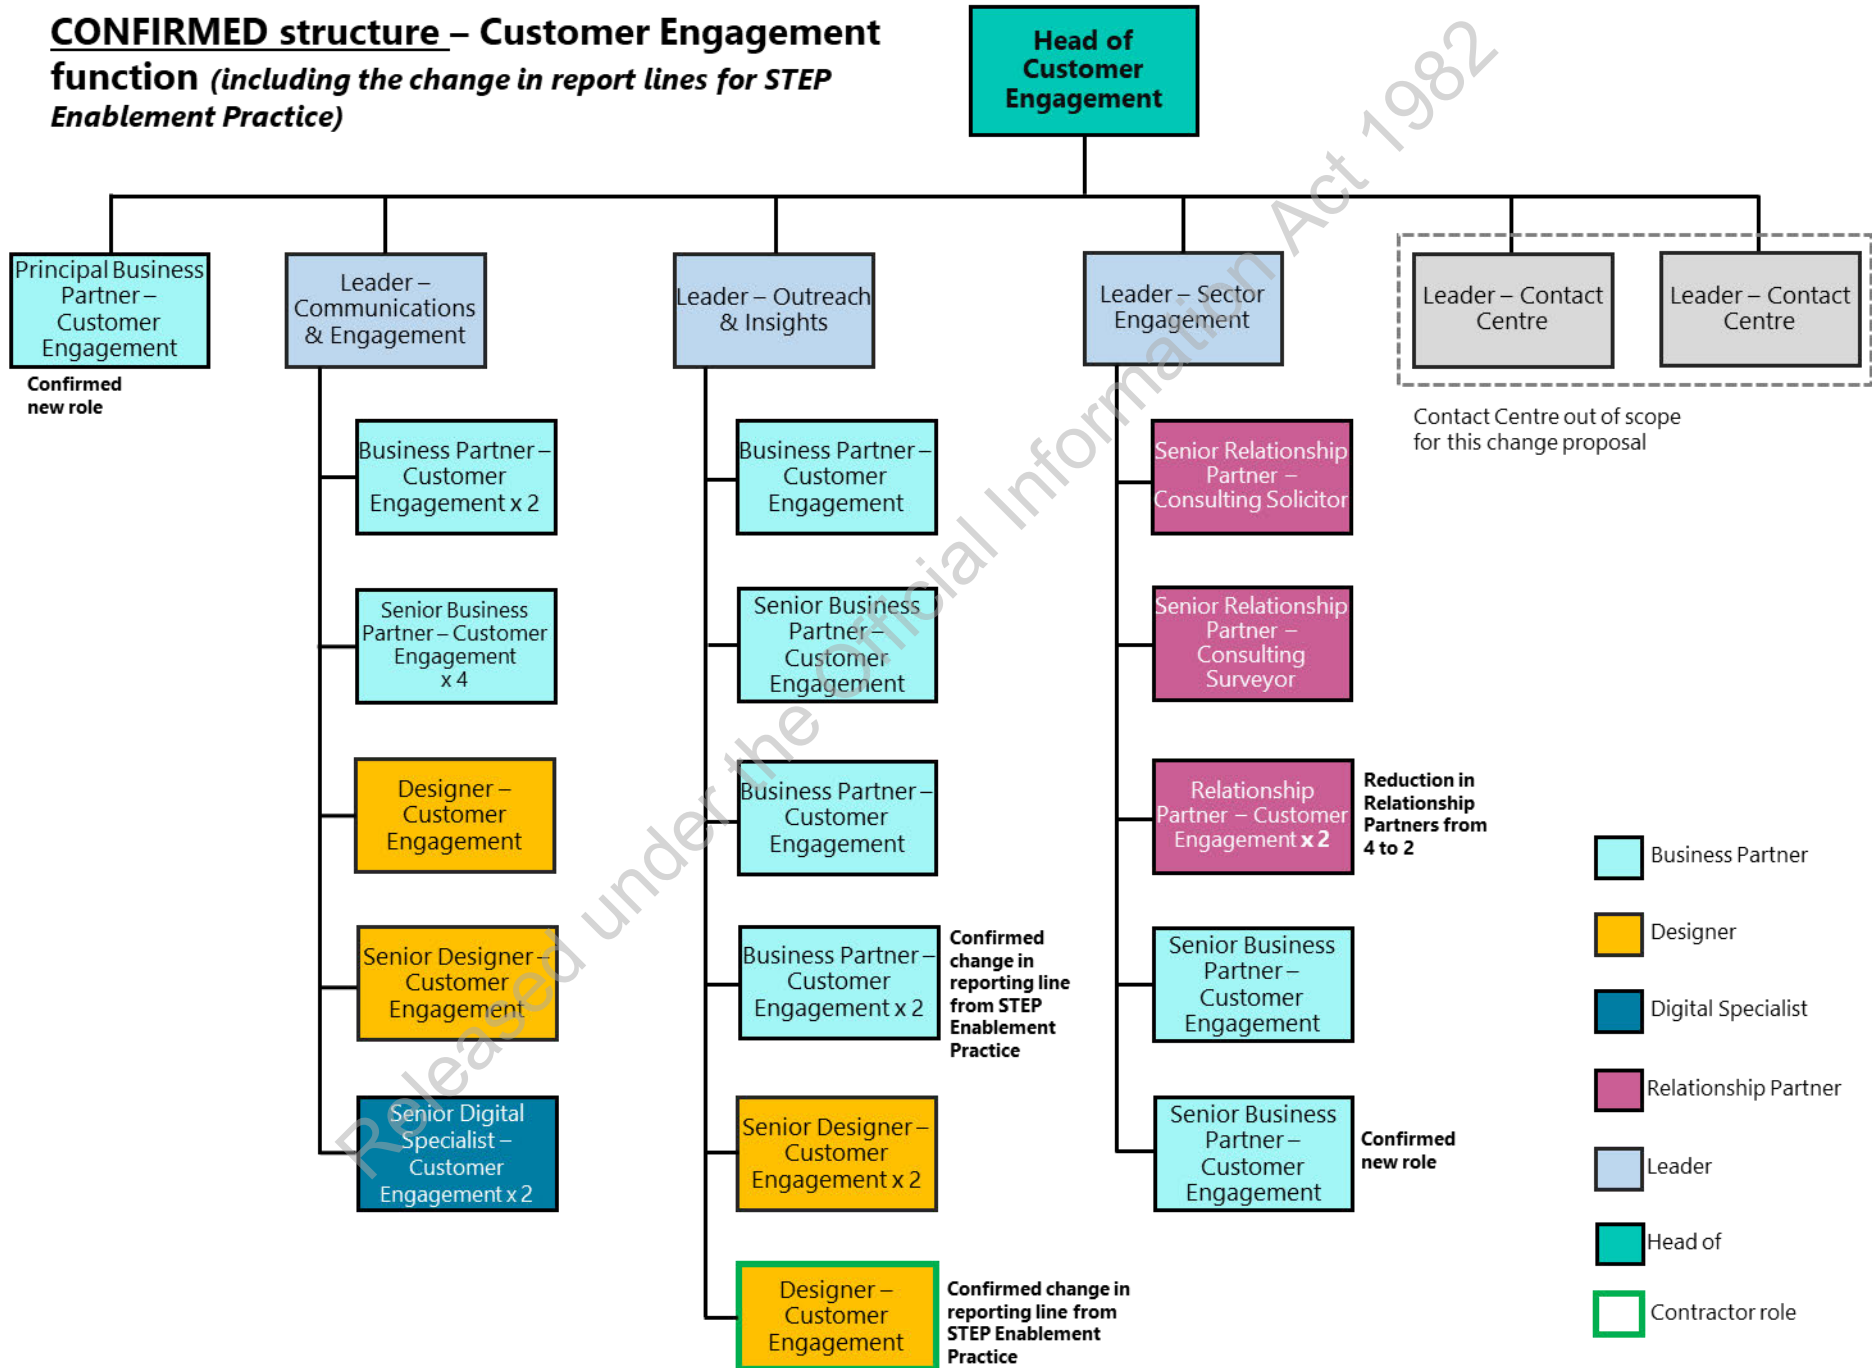 CONFIRMED structure – Customer Engagement
function (including the change in report lines for STEP
Enablement Practice)
Head of
Customer
Engagement
Principal Business
Partner –
Customer
Engagement
Confirmed
new role
Leader –
Communications
& Engagement
Leader – Outreach
& Insights
Leader – Sector
Engagement
Leader – Contact
Centre
Leader – Contact
Centre
Contact Centre out of scope
for this change proposal
Business Partner –
Customer
Engagement x 2
Senior Business
Partner – Customer
Engagement
x 4
Designer –
Customer
Engagement
Senior Designer –
Customer
Engagement
Senior Digital
Specialist –
Customer
Engagement x 2
Business Partner –
Customer
Engagement
Senior Business
Partner –
Customer
Engagement
Business Partner –
Customer
Engagement
Business Partner –
Customer
Engagement x 2
Confirmed
change in
reporting line
from STEP
Enablement
Practice
Senior Designer –
Customer
Engagement x 2
Designer –
Customer
Engagement
Confirmed change in
reporting line from
STEP Enablement
Practice
Senior Relationship
Partner –
Consulting Solicitor
Senior Relationship
Partner –
Consulting
Surveyor
Relationship
Partner – Customer
Engagement x 2
Reduction in
Relationship
Partners from
4 to 2
Senior Business
Partner –
Customer
Engagement
Senior Business
Partner –
Customer
Engagement
Confirmed
new role
Business Partner
Designer
Digital Specialist
Relationship Partner
Leader
Head of
Contractor role
Released under the Official Information Act 1982